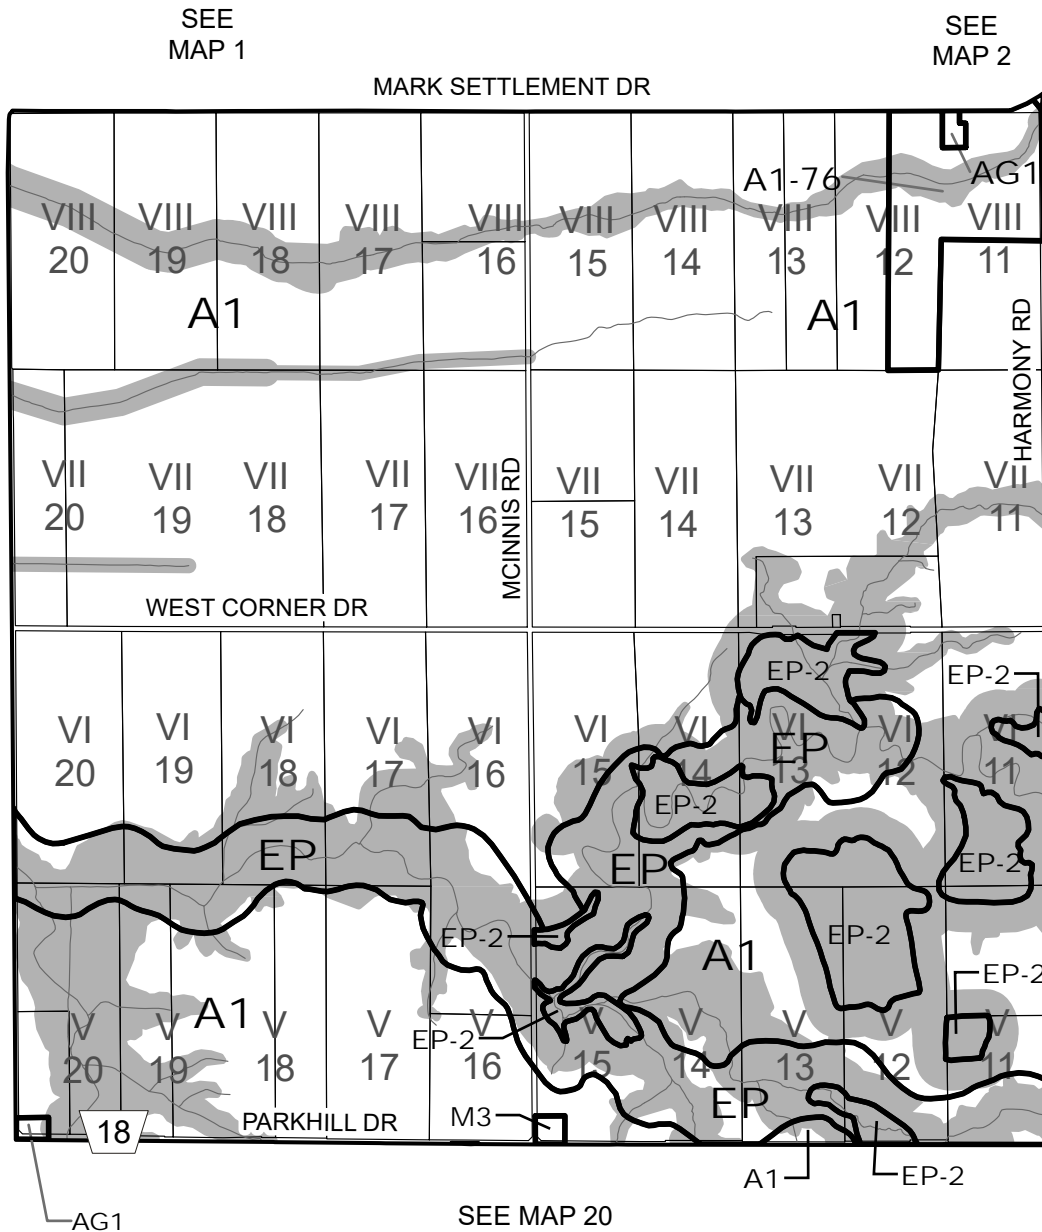 SEE
MAP 1
SEE
MAP 2
MARK SETTLEMENT DR
A1-76
AG1
VIII
20
VIII
19
VIII
18
VIII
17
VIII
16
VIII
15
VIII
14
VIII
13
VIII
12
VIII
11
A1
A1
HARMONY RD
MCINNIS RD
VII
20
VII
19
VII
18
VII
17
VII
16
VII
15
VII
14
VII
13
VII
12
VII
11
WEST CORNER DR
EP-2
EP-2
VI
20
VI
19
VI
18
VI
17
VI
16
VI
15
VI
14
VI
13
VI
12
VI
11
EP
EP-2
EP
EP
EP-2
EP-2
EP-2
A1
EP-2
A1
EP-2
V
20
V
19
V
18
V
17
V
16
V
15
V
14
V
13
V
12
V
11
EP
M3
PARKHILL DR
18
A1
EP-2
AG1
SEE MAP 20